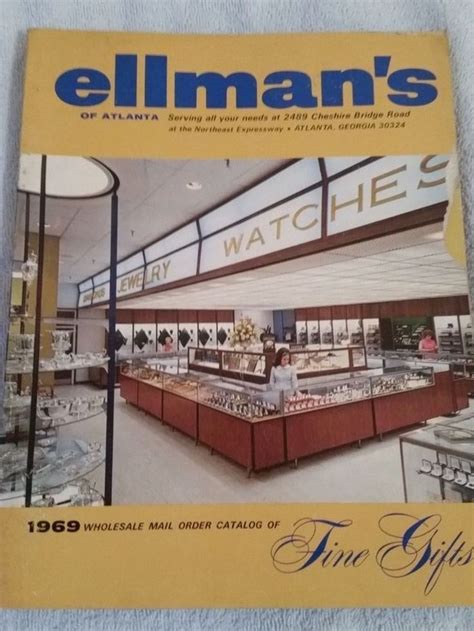 ellman's
OF ATLANTA Serving all your needs at 2489 Cheshire Bridge Road
at the Northeast Expressway • ATLANTA, GEORGIA 30324
JEWELRY WATCHES
1969 WHOLESALE MAIL ORDER CATALOG OF Fine Gifts